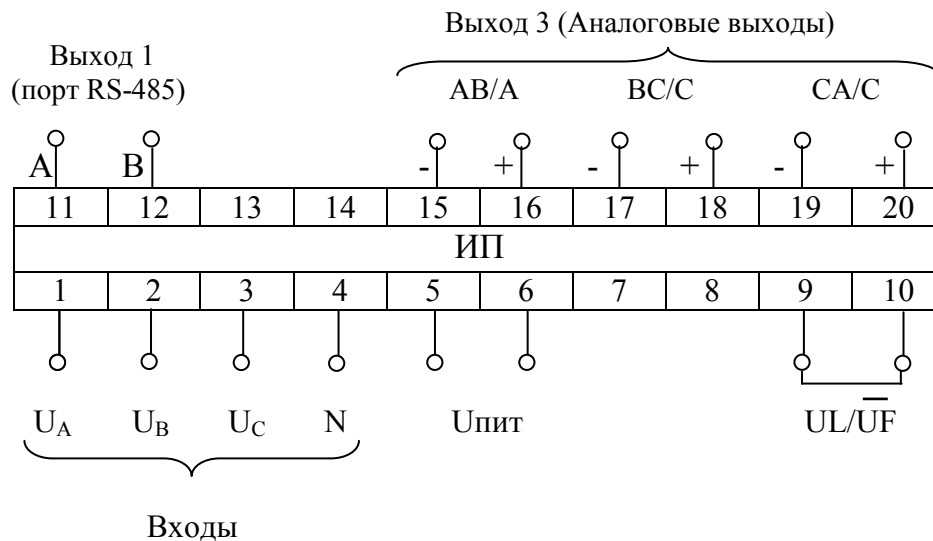 Выход 3 (Аналоговые выходы)
Выход 1
(порт RS-485)
AB/A BC/C CA/C
A B - + - + - +
11 12 13 14 15 16 17 18 19 20
ИП
1 2 3 4 5 6 7 8 9 10
UA UB UC N Uпит UL/U̅F̅
Входы